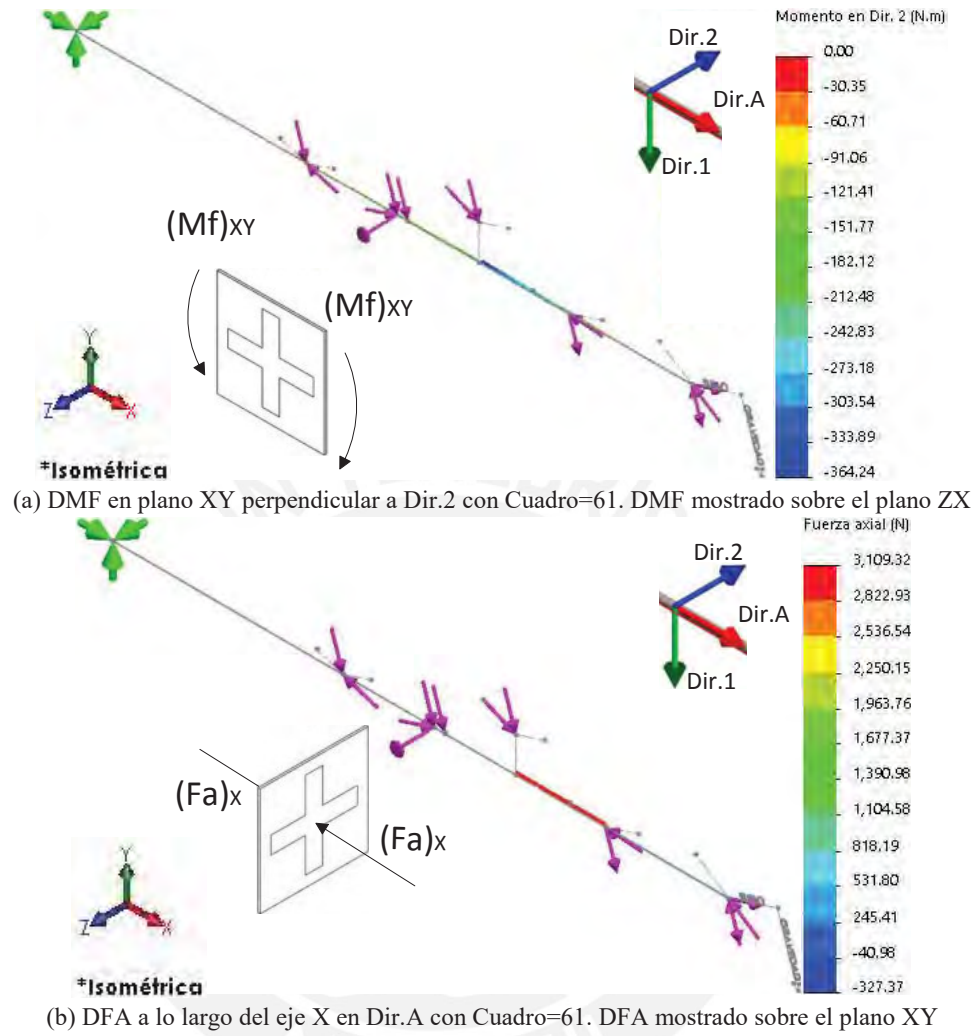 Momento en Dir. 2 (N.m)
Dir.2
Dir.A
Dir.1
0,00
-30,35
-60,71
-91,06
-121,41
-151,77
-182,12
-212,48
-242,83
-273,18
-303,54
-333,89
-364,24
(Mf)XY
(Mf)XY
Y
Z
X
*Isométrica
(a) DMF en plano XY perpendicular a Dir.2 con Cuadro=61. DMF mostrado sobre el plano ZX
Fuerza axial (N)
Dir.2
Dir.A
Dir.1
3,109.32
2,822.93
2,536.54
2,250.15
1,963.76
1,677.37
1,390.98
1,104.58
818.19
531.80
245.41
-40.98
-327.37
(Fa)X
(Fa)X
Y
Z
X
*Isométrica
(b) DFA a lo largo del eje X en Dir.A con Cuadro=61. DFA mostrado sobre el plano XY